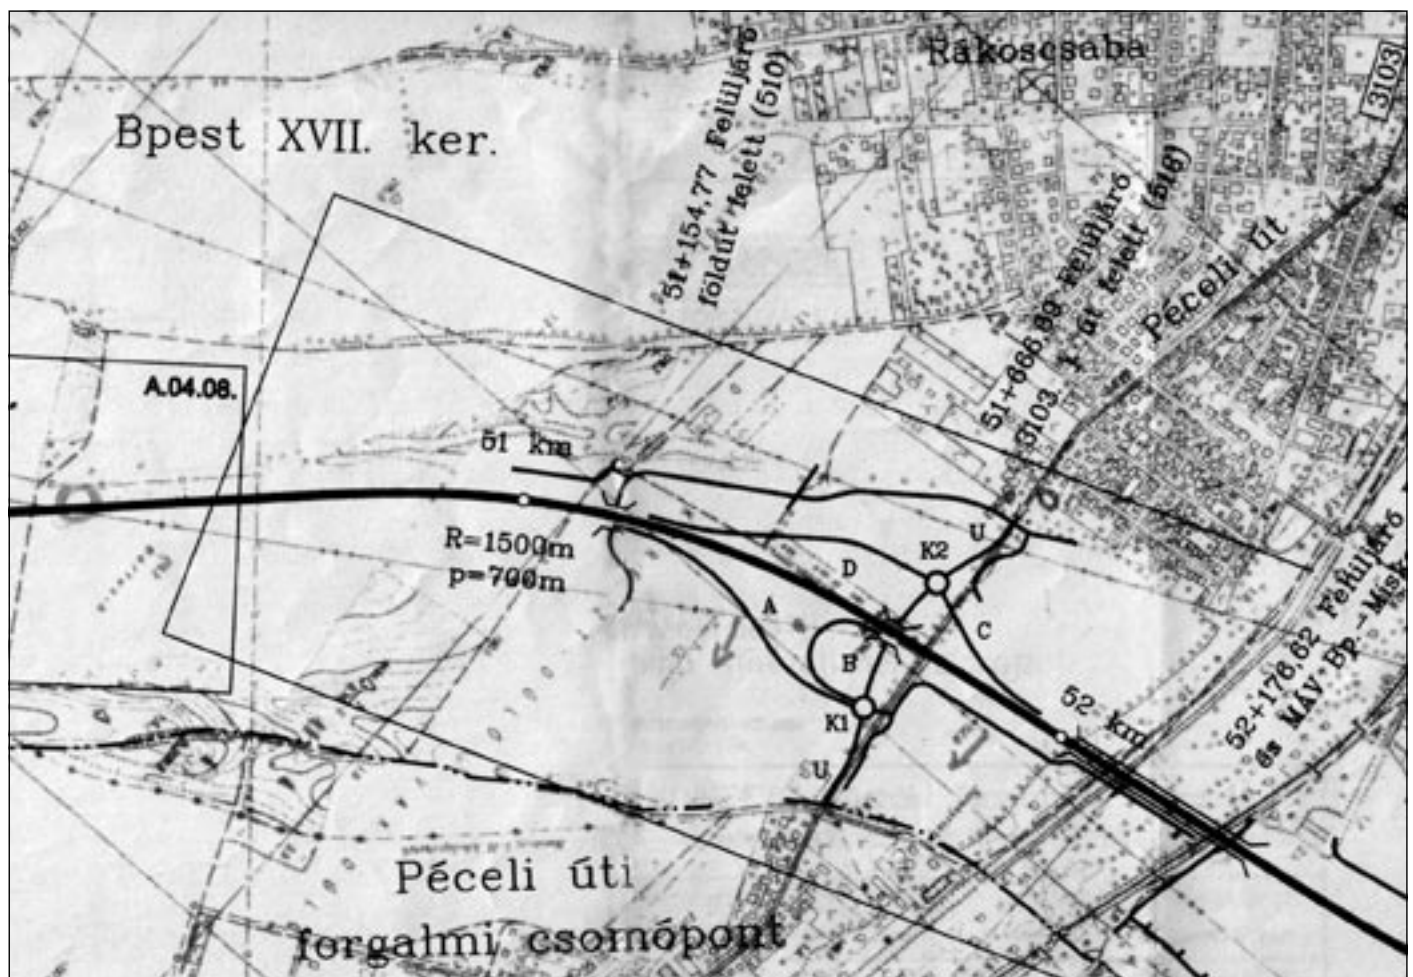 Rákoscsaba
3103
Bpest XVII. ker.
51+154,77 Felüljáró
földút felett (510)
51+666,89 Felüljáró
3103 j. út felett (518)
Péceli út
A.04.08.
51 km
R=1500m
p=700m
U
K2
D
A
C
B
K1
52 km
U
52+176,62 Felüljáró
és MÁV Bp.-Misk
Péceli úti
forgalmi csomópont